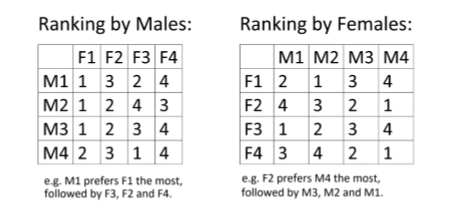 Ranking by Males:
F1 F2 F3 F4
M1 1 3 2 4
M2 1 2 4 3
M3 1 2 3 4
M4 2 3 1 4
e.g. M1 prefers F1 the most,
followed by F3, F2 and F4.
Ranking by Females:
M1 M2 M3 M4
F1 2 1 3 4
F2 4 3 2 1
F3 1 2 3 4
F4 3 4 2 1
e.g. F2 prefers M4 the most,
followed by M3, M2 and M1.